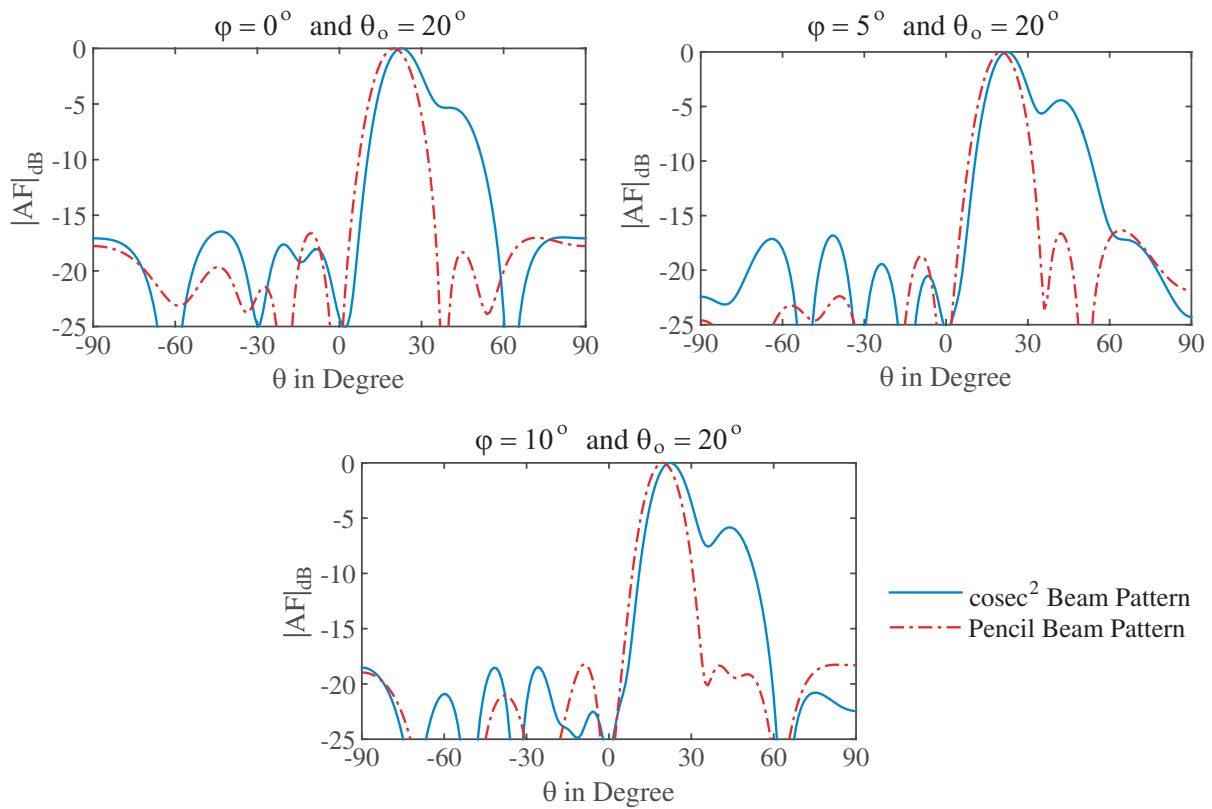 φ = 0° and θₒ = 20°
0
-5
-10
-15
-20
-25
|AF|dB
-90 -60 -30 0 30 60 90
θ in Degree
φ = 5° and θₒ = 20°
0
-5
-10
-15
-20
-25
|AF|dB
-90 -60 -30 0 30 60 90
θ in Degree
φ = 10° and θₒ = 20°
0
-5
-10
-15
-20
-25
|AF|dB
-90 -60 -30 0 30 60 90
θ in Degree
cosec² Beam Pattern
Pencil Beam Pattern